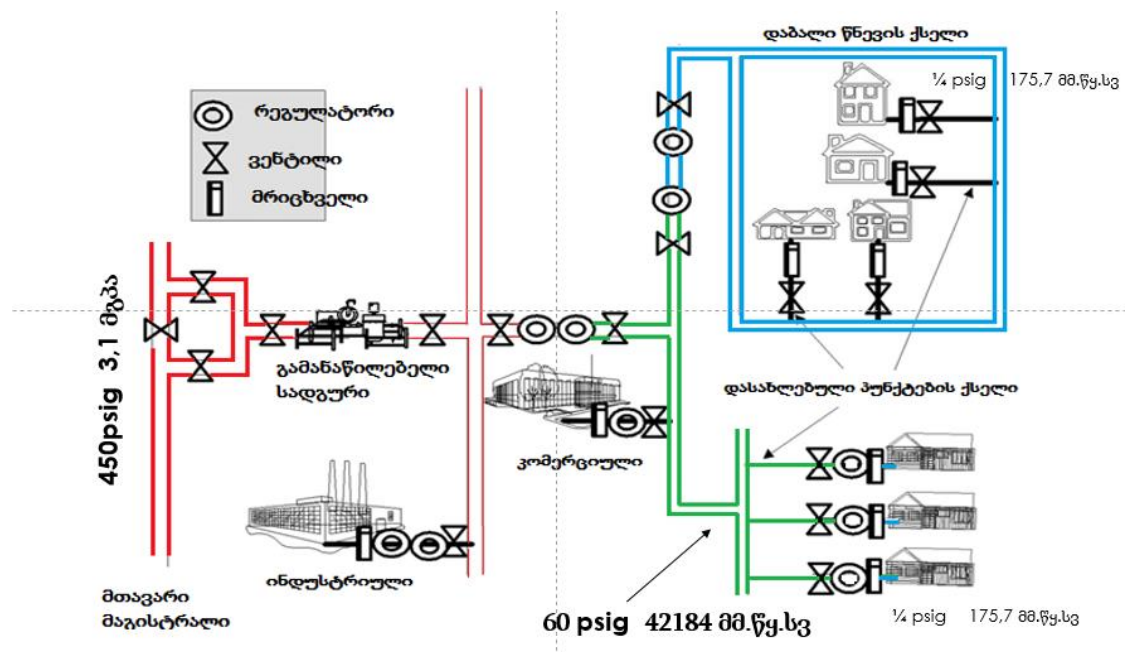 დაბალი წნევის ქსელი
¼ psig 175,7 მმ.წყ.სვ
რეგულატორი
ვენტილი
მრიცხველი
450psig 3,1 მგპა
გამანაწილებელი
სადგური
დასახლებული პუნქტების ქსელი
კომერციული
ინდუსტრიული
მთავარი
მაგისტრალი
60 psig 42184 მმ.წყ.სვ
¼ psig 175,7 მმ.წყ.სვ